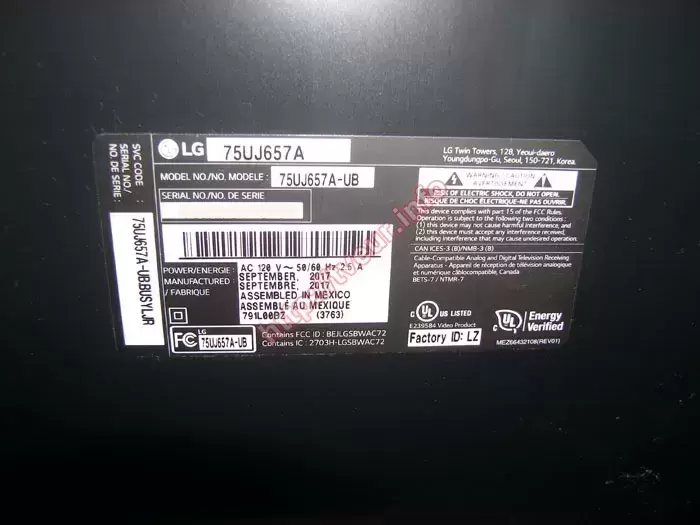 SVC CODE :
SERIAL NO./
NO. DE SERIE :
75UJ657A-UB.BUSYLJR
LG 75UJ657A
LG Twin Towers, 128, Yeoui-daero
Youngdungpo-Gu, Seoul, 150-721, Korea.
MODEL NO./NO. MODELE : 75UJ657A-UB
SERIAL NO./NO. DE SERIE
WARNING / CAUTION
AVERTISSEMENT
RISK OF ELECTRIC SHOCK, DO NOT OPEN.
RISQUE DE CHOC ÉLECTRIQUE-NE PAS OUVRIR.
This device complies with part 15 of the FCC Rules.
Operation is subject to the following two conditions :
(1) this device may not cause harmful interference, and
(2) this device must accept any interference received,
including interference that may cause undesired operation.
CAN ICES-3 (B)/NMB-3 (B)
Cable-Compatible Analog and Digital Television Receiving
Apparatus / Appareil de réception de télévision analogique
et numérique câblocompatible, Canada
BETS-7 / NTMR-7
POWER/ENERGIE : AC 120 V ~ 50/60 Hz 2.5 A
MANUFACTURED : SEPTEMBER. 2017
/ FABRIQUE SEPTEMBRE. 2017
ASSEMBLED IN MEXICO
ASSEMBLÉ AU MEXIQUE
791L00BZ (3763)
FC LG
75UJ657A-UB
Contains FCC ID : BEJLGSBWAC72
Contains IC : 2703H-LGSBWAC72
c UL US LISTED
E239584 Video Product
Factory ID: LZ
UL Energy
Verified
MEZ66432108(REV01)